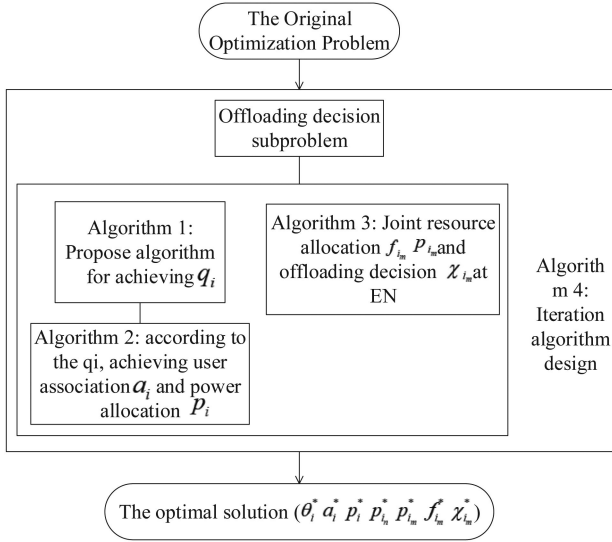 The Original
Optimization Problem
Offloading decision
subproblem
Algorithm 1:
Propose algorithm
for achieving q_i
Algorithm 2: according to
the qi, achieving user
association a_i and power
allocation p_i
Algorithm 3: Joint resource
allocation f_{i_m} p_{i_m} and
offloading decision χ_{i_m} at
EN
Algorith
m 4:
Iteration
algorithm
design
The optimal solution (θ_i^* a_i^* p_i^* p_{i_n}^* p_{i_m}^* f_{i_m}^* χ_{i_m}^*)